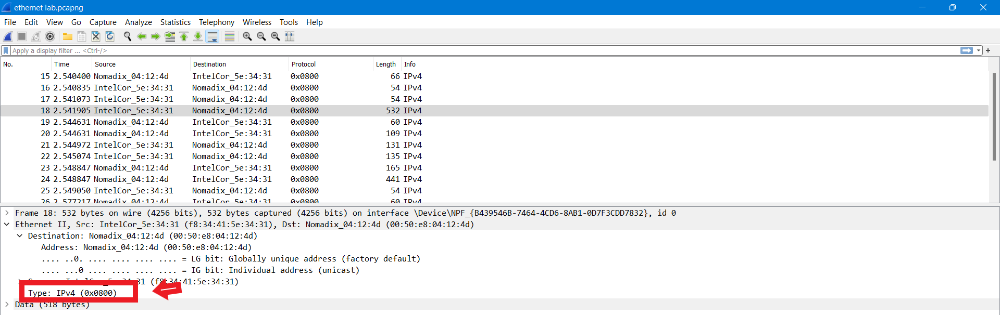 ethernet lab.pcapng
File Edit View Go Capture Analyze Statistics Telephony Wireless Tools Help
Apply a display filter ... <Ctrl-/>
No. Time Source Destination Protocol Length Info
15 2.540400 Nomadix_04:12:4d IntelCor_5e:34:31 0x0800 66 IPv4
16 2.540835 IntelCor_5e:34:31 Nomadix_04:12:4d 0x0800 54 IPv4
17 2.541073 IntelCor_5e:34:31 Nomadix_04:12:4d 0x0800 54 IPv4
18 2.541905 IntelCor_5e:34:31 Nomadix_04:12:4d 0x0800 532 IPv4
19 2.544631 Nomadix_04:12:4d IntelCor_5e:34:31 0x0800 60 IPv4
20 2.544631 Nomadix_04:12:4d IntelCor_5e:34:31 0x0800 109 IPv4
21 2.544972 IntelCor_5e:34:31 Nomadix_04:12:4d 0x0800 131 IPv4
22 2.545074 IntelCor_5e:34:31 Nomadix_04:12:4d 0x0800 135 IPv4
23 2.548847 Nomadix_04:12:4d IntelCor_5e:34:31 0x0800 165 IPv4
24 2.548847 Nomadix_04:12:4d IntelCor_5e:34:31 0x0800 441 IPv4
25 2.549050 IntelCor_5e:34:31 Nomadix_04:12:4d 0x0800 54 IPv4
26 2.577217 Nomadix_04:12:4d IntelCor_5e:34:31 0x0800 60 IPv4
Frame 18: 532 bytes on wire (4256 bits), 532 bytes captured (4256 bits) on interface \Device\NPF_{B439546B-7464-4CD6-8AB1-0D7F3CDD7832}, id 0
Ethernet II, Src: IntelCor_5e:34:31 (f8:34:41:5e:34:31), Dst: Nomadix_04:12:4d (00:50:e8:04:12:4d)
Destination: Nomadix_04:12:4d (00:50:e8:04:12:4d)
Address: Nomadix_04:12:4d (00:50:e8:04:12:4d)
.... ..0. .... .... .... .... = LG bit: Globally unique address (factory default)
.... ...0 .... .... .... .... = IG bit: Individual address (unicast)
IntelCor_5e:34:31 (f8:34:41:5e:34:31)
Type: IPv4 (0x0800)
Data (518 bytes)